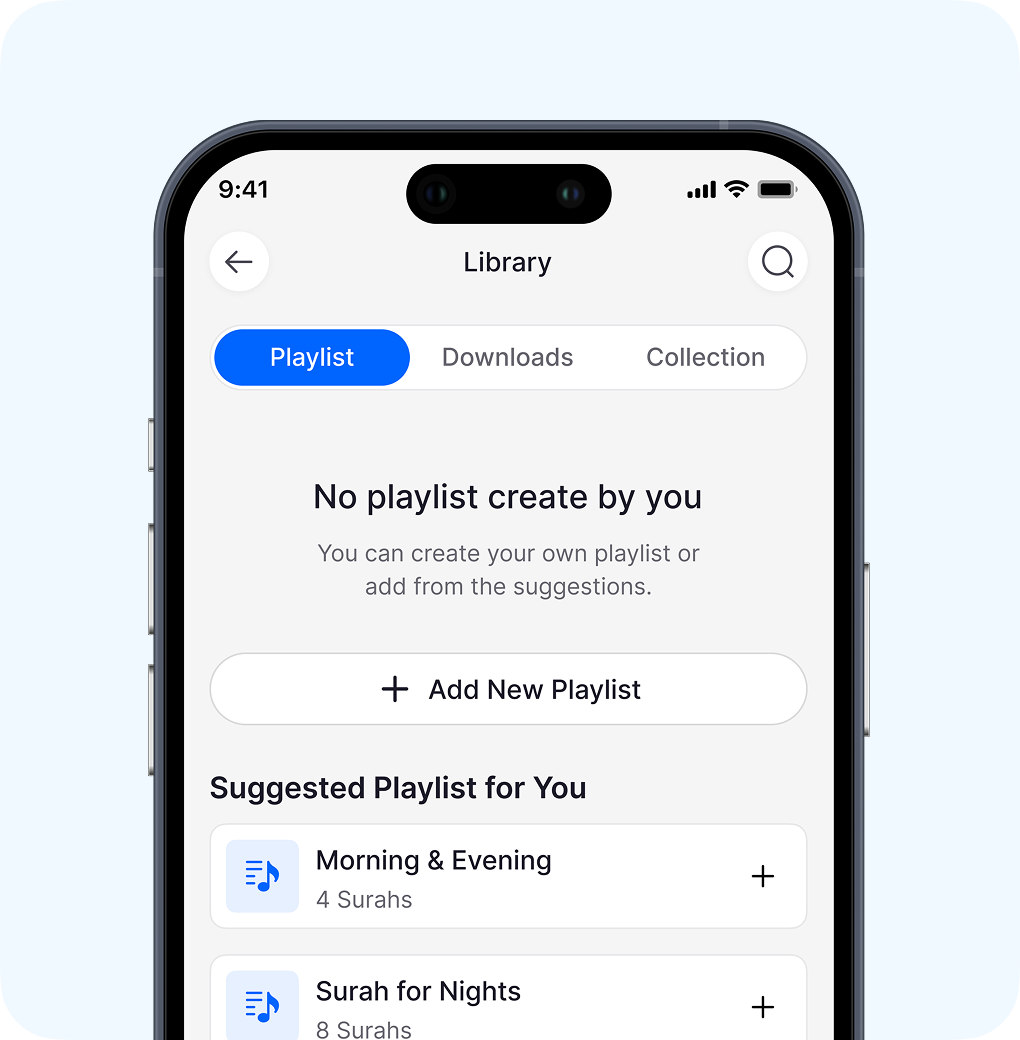 9:41
Library
Playlist
Downloads
Collection
No playlist create by you
You can create your own playlist or
add from the suggestions.
Add New Playlist
Suggested Playlist for You
Morning & Evening
4 Surahs
Surah for Nights
8 Surahs